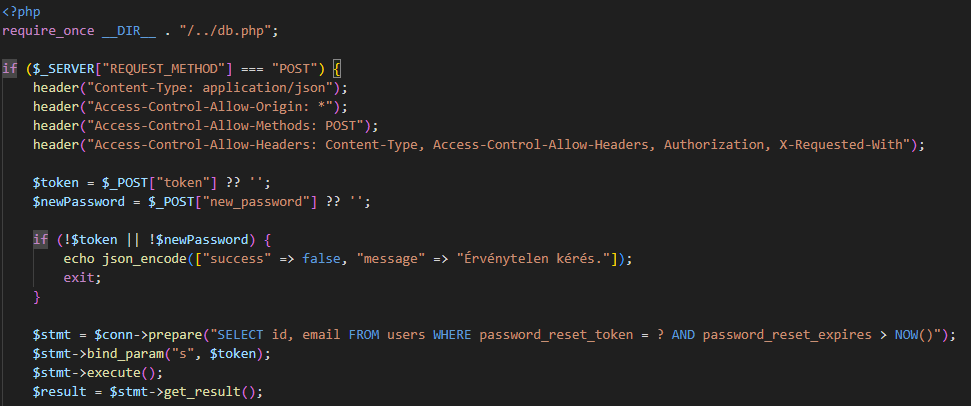 <?php
require_once __DIR__ . "/../db.php";
if ($_SERVER["REQUEST_METHOD"] === "POST") {
header("Content-Type: application/json");
header("Access-Control-Allow-Origin: *");
header("Access-Control-Allow-Methods: POST");
header("Access-Control-Allow-Headers: Content-Type, Access-Control-Allow-Headers, Authorization, X-Requested-With");
$token = $_POST["token"] ?? '';
$newPassword = $_POST["new_password"] ?? '';
if (!$token || !$newPassword) {
echo json_encode(["success" => false, "message" => "Érvénytelen kérés."]);
exit;
}
$stmt = $conn->prepare("SELECT id, email FROM users WHERE password_reset_token = ? AND password_reset_expires > NOW()");
$stmt->bind_param("s", $token);
$stmt->execute();
$result = $stmt->get_result();